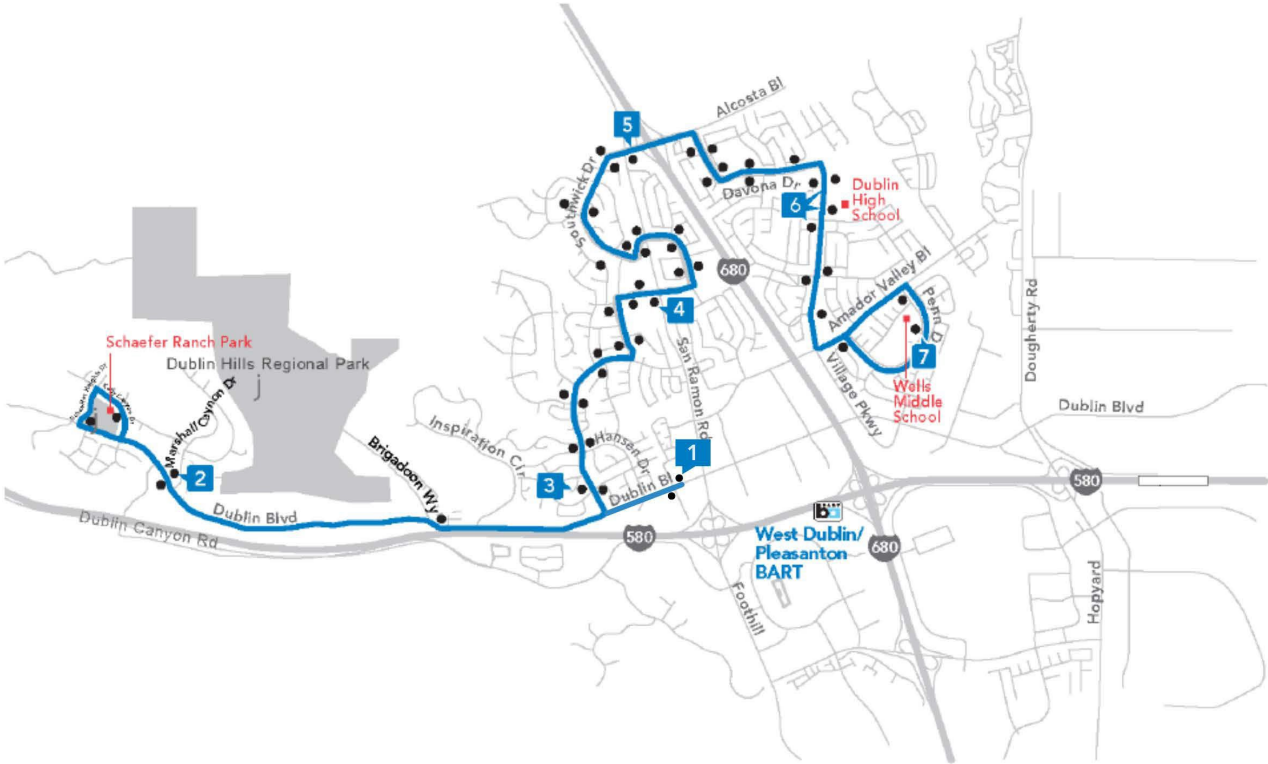 Alcosta Bl
5
Southwick Dr
Davona Dr
6
Dublin
High
School
680
Amador Valley Bl
Penn Dr
Dougherty Rd
4
7
Schaefer Ranch Park
Dublin Hills Regional Park
j
Marshall Canyon Dr
San Ramon Rd
Village Pkwy
Wells
Middle
School
Dublin Blvd
Inspiration Cir
Brigadoon Wy
Hansen Dr
1
2
3
Dublin Bl
580
Dublin Blvd
Dublin Canyon Rd
580
West Dublin/
Pleasanton
BART
680
Foothill
Hopyard